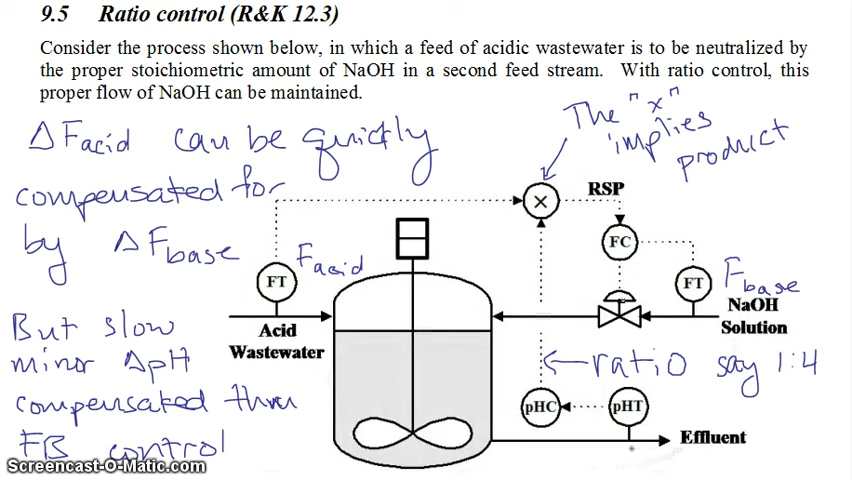 9.5 Ratio control (R&K 12.3)
Consider the process shown below, in which a feed of acidic wastewater is to be neutralized by
the proper stoichiometric amount of NaOH in a second feed stream. With ratio control, this
proper flow of NaOH can be maintained.
Δ Facid can be quickly
compensated for
by Δ Fbase
But slow
minor ΔpH
compensated thru
FB control
The "x"
implies
product
×
RSP
FC
FT
Facid
FT
Fbase
NaOH
Solution
Acid
Wastewater
←ratio say 1:4
pHC
pHT
Effluent
Screencast-O-Matic.com